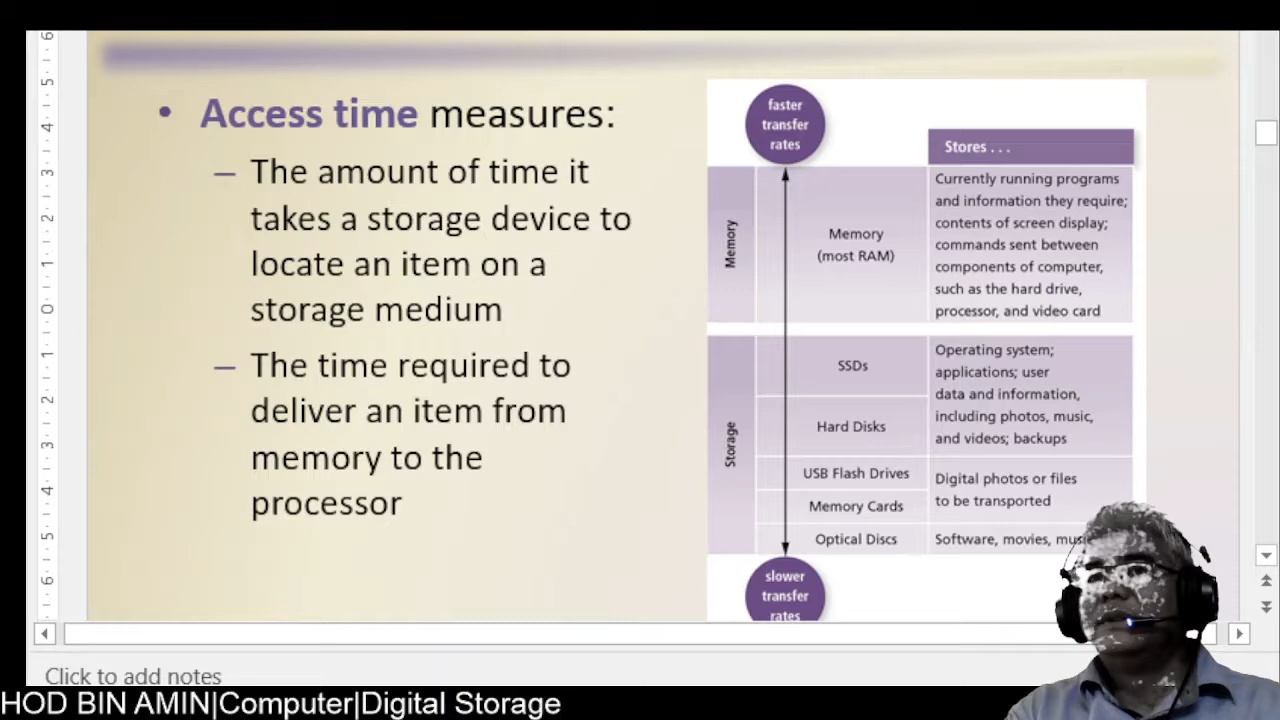 • Access time measures:
– The amount of time it
takes a storage device to
locate an item on a
storage medium
– The time required to
deliver an item from
memory to the
processor
faster
transfer
rates
Stores . . .
Memory
Memory
(most RAM)
Currently running programs
and information they require;
contents of screen display;
commands sent between
components of computer,
such as the hard drive,
processor, and video card
Storage
SSDs
Hard Disks
Operating system;
applications; user
data and information,
including photos, music,
and videos; backups
USB Flash Drives
Memory Cards
Digital photos or files
to be transported
Optical Discs
Software, movies,
slower
transfer
rates
Click to add notes
HOD BIN AMIN|Computer|Digital Storage